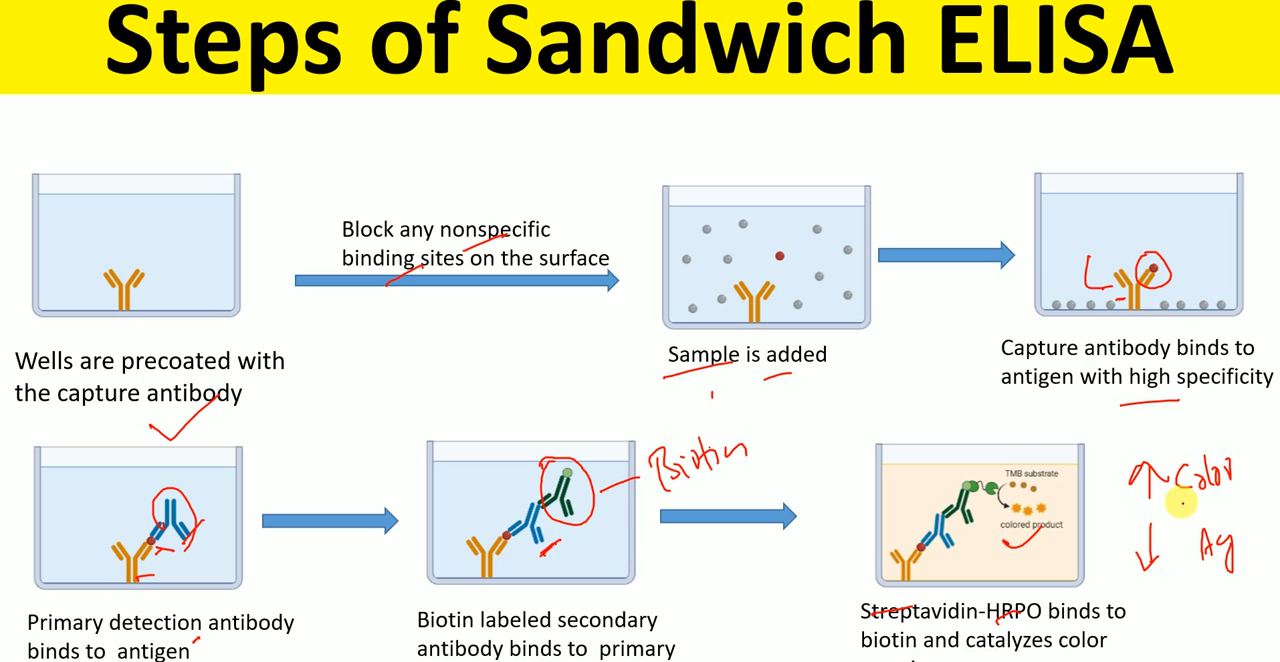 Steps of Sandwich ELISA
Block any nonspecific
binding sites on the surface
Wells are precoated with
the capture antibody
Sample is added
Capture antibody binds to
antigen with high specificity
Biotin
TMB substrate
colored product
Color
Ag
Primary detection antibody
binds to antigen
Biotin labeled secondary
antibody binds to primary
Streptavidin-HRPO binds to
biotin and catalyzes color